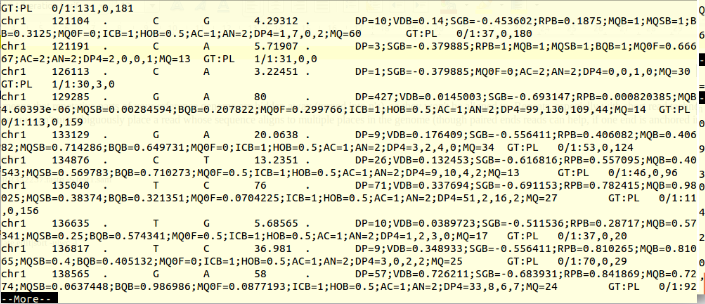 GT:PL 0/1:31,0,181
chr1 121104 . C G 4.29312 . DP=10;VDB=0.14;SGB=-0.453602;RPB=0.1875;MQB=1;MQSB=1;B
B=0.3125;MQ0F=0;ICB=1;HOB=0.5;AC=1;AN=2;DP4=1,7,0,2;MQ=60 GT:PL 0/1:37,0,180
chr1 121191 . C A 5.71907 . DP=3;SGB=-0.379885;RPB=1;MQB=1;MQSB=1;BQB=1;MQ0F=0.666
67;AC=2;AN=2;DP4=2,0,0,1;MQ=13 GT:PL 1/1:31,0,0
chr1 126113 . C A 3.22451 . DP=1;SGB=-0.379885;MQ0F=0;AC=2;AN=2;DP4=0,0,1,0;MQ=30
GT:PL 1/1:30,3,0
chr1 129285 . G A 80 . DP=427;VDB=0.0145003;SGB=-0.693147;RPB=0.000820385;MQB
4.60393e-06;MQSB=0.00284594;BQB=0.207822;MQ0F=0.299766;ICB=1;HOB=0.5;AC=1;AN=2;DP4=99,130,109,44;MQ=14 GT:PL
0/1:113,0,159
chr1 133129 . G A 20.0638 . DP=9;VDB=0.176409;SGB=-0.556411;RPB=0.406082;MQB=0.406
82;MQSB=0.714286;BQB=0.649731;MQ0F=0;ICB=1;HOB=0.5;AC=1;AN=2;DP4=3,2,4,0;MQ=34 GT:PL 0/1:53,0,124
chr1 134876 . C T 13.2351 . DP=26;VDB=0.132453;SGB=-0.616816;RPB=0.557095;MQB=0.40
543;MQSB=0.569783;BQB=0.710273;MQ0F=0.5;ICB=1;HOB=0.5;AC=1;AN=2;DP4=9,10,4,2;MQ=13 GT:PL 0/1:46,0,96
chr1 135040 . T C 76 . DP=71;VDB=0.337694;SGB=-0.691153;RPB=0.782415;MQB=0.98
025;MQSB=0.38374;BQB=0.321351;MQ0F=0.0704225;ICB=1;HOB=0.5;AC=1;AN=2;DP4=51,2,16,2;MQ=27 GT:PL 0/1:11
,0,156
chr1 136635 . T G 5.68565 . DP=10;VDB=0.0389723;SGB=-0.511536;RPB=0.28717;MQB=0.57
341;MQSB=0.25;BQB=0.574341;MQ0F=0.5;ICB=1;HOB=0.5;AC=1;AN=2;DP4=1,2,3,0;MQ=17 GT:PL 0/1:37,0,20
chr1 136817 . T C 36.981 . DP=9;VDB=0.348933;SGB=-0.556411;RPB=0.810265;MQB=0.810
65;MQSB=0.4;BQB=0.405132;MQ0F=0;ICB=1;HOB=0.5;AC=1;AN=2;DP4=3,0,2,2;MQ=25 GT:PL 0/1:70,0,29
chr1 138565 . G A 58 . DP=57;VDB=0.726211;SGB=-0.683931;RPB=0.841869;MQB=0.72
74;MQSB=0.0637448;BQB=0.986986;MQ0F=0.0877193;ICB=1;HOB=0.5;AC=1;AN=2;DP4=33,8,6,7;MQ=24 GT:PL 0/1:92
--More--